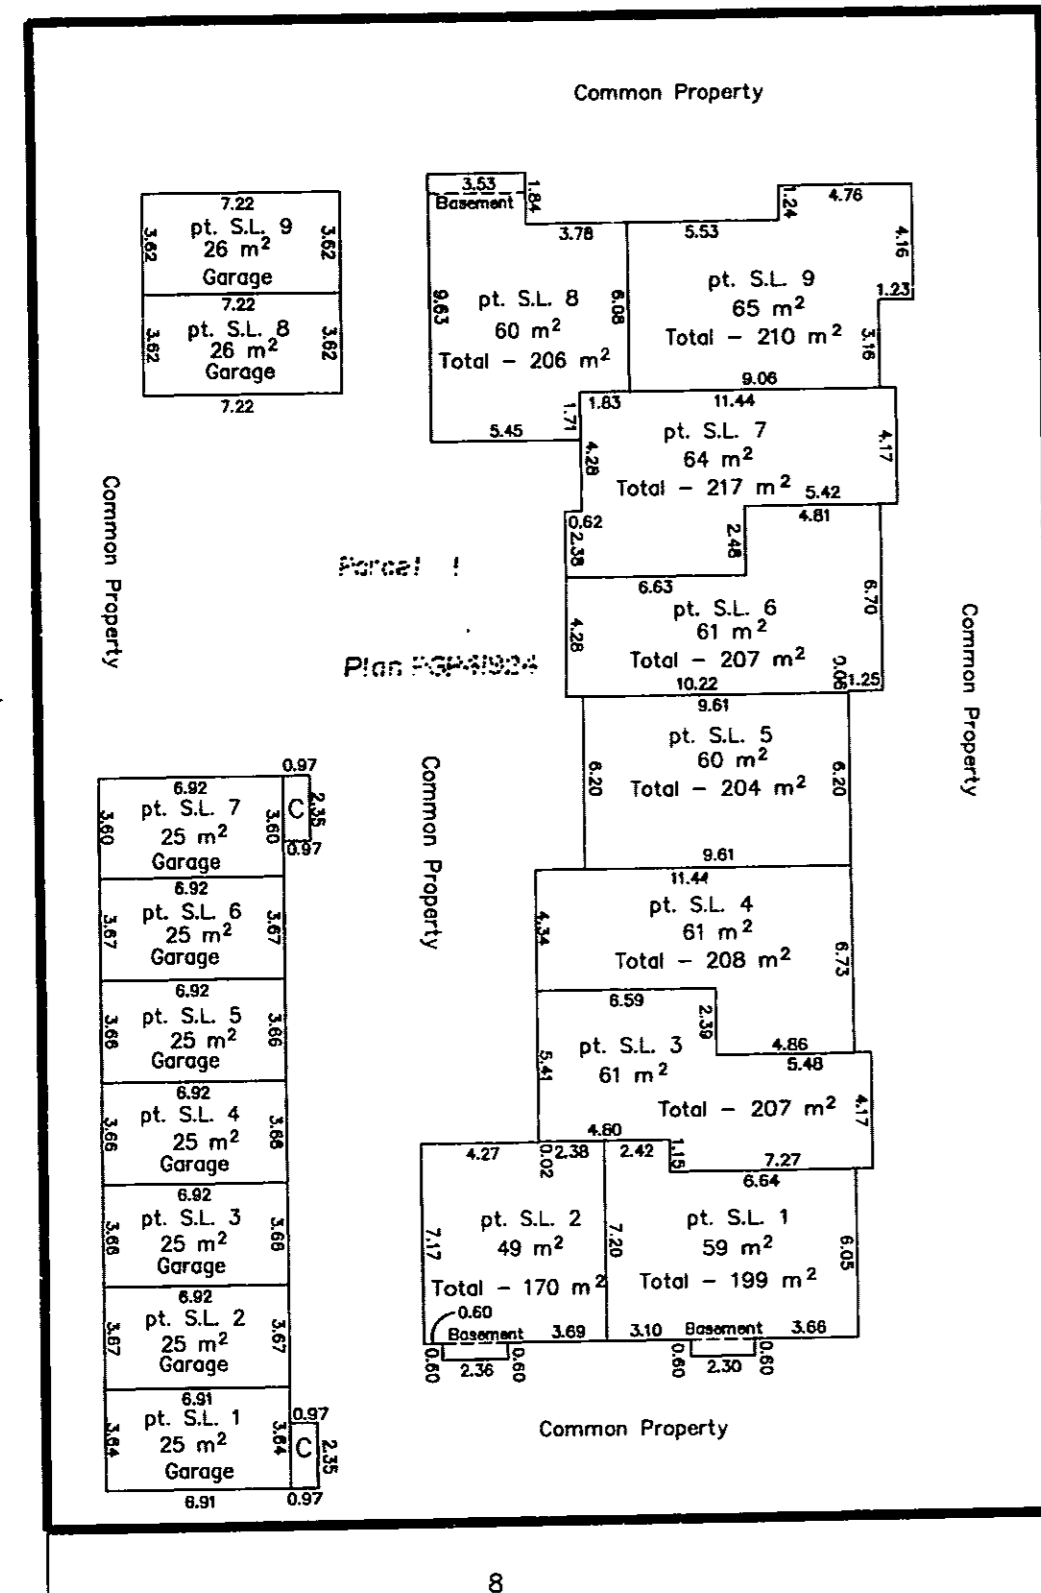 Common Property
3.53
Basement
1.84
3.78
5.53
1.24
4.76
4.16
1.23
3.16
9.63
pt. S.L. 8
60 m²
Total - 206 m²
6.08
pt. S.L. 9
65 m²
Total - 210 m²
9.06
5.45
1.71
1.83
11.44
4.28
pt. S.L. 7
64 m²
Total - 217 m²
4.17
5.42
4.81
0.62
2.38
2.48
6.63
pt. S.L. 6
61 m²
Total - 207 m²
4.28
6.70
0.06
1.25
10.22
9.61
pt. S.L. 5
60 m²
Total - 204 m²
6.20
6.20
9.61
11.44
pt. S.L. 4
61 m²
Total - 208 m²
4.34
6.73
6.59
2.39
4.86
5.48
pt. S.L. 3
61 m²
Total - 207 m²
5.41
4.17
4.80
4.27
0.02
2.38
2.42
1.15
7.27
6.64
pt. S.L. 2
49 m²
Total - 170 m²
7.17
7.20
pt. S.L. 1
59 m²
Total - 199 m²
6.05
0.60
Basement
3.69
3.10
Basement
3.66
0.60
2.36
0.60
0.60
2.30
0.60
Common Property
7.22
pt. S.L. 9
26 m²
Garage
3.62
3.62
7.22
pt. S.L. 8
26 m²
Garage
3.62
3.62
7.22
Common Property
Parcel 1
Plan PGP41924
Common Property
Common Property
0.97
6.92
pt. S.L. 7
25 m²
Garage
3.60
3.60
C
2.35
0.97
6.92
pt. S.L. 6
25 m²
Garage
3.67
3.67
6.92
pt. S.L. 5
25 m²
Garage
3.66
3.66
6.92
pt. S.L. 4
25 m²
Garage
3.66
3.66
6.92
pt. S.L. 3
25 m²
Garage
3.66
3.66
6.92
pt. S.L. 2
25 m²
Garage
3.67
3.67
6.91
pt. S.L. 1
25 m²
Garage
3.64
3.64
0.97
C
2.35
6.91
0.97
8